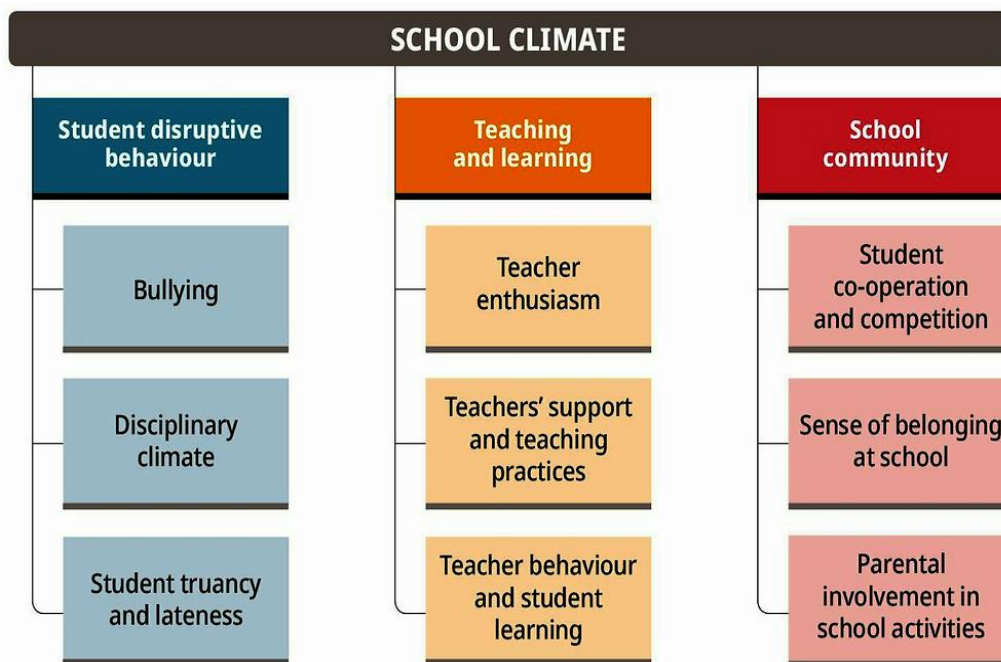 SCHOOL CLIMATE
Student disruptive
behaviour
Bullying
Disciplinary
climate
Student truancy
and lateness
Teaching
and learning
Teacher
enthusiasm
Teachers’ support
and teaching
practices
Teacher behaviour
and student
learning
School
community
Student
co-operation
and competition
Sense of belonging
at school
Parental
involvement in
school activities